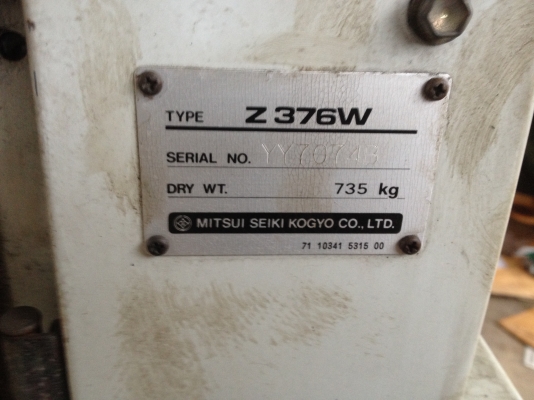 TYPE Z 376W
SERIAL NO.
DRY WT. 735 kg
MITSUI SEIKI KOGYO CO., LTD.
71 10341 5315 00